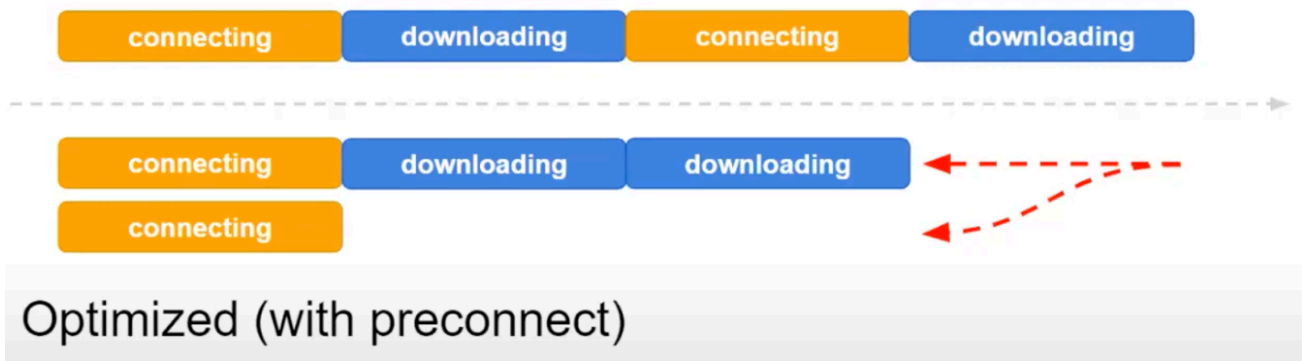 connecting downloading connecting downloading
connecting downloading downloading
connecting
Optimized (with preconnect)